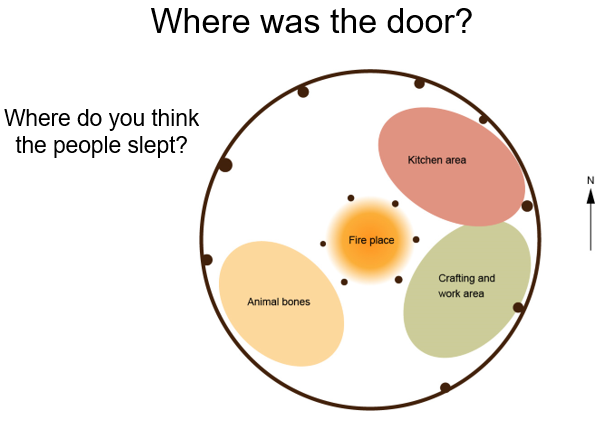 Where was the door?
Where do you think
the people slept?
Kitchen area
N
Fire place
Crafting and
work area
Animal bones